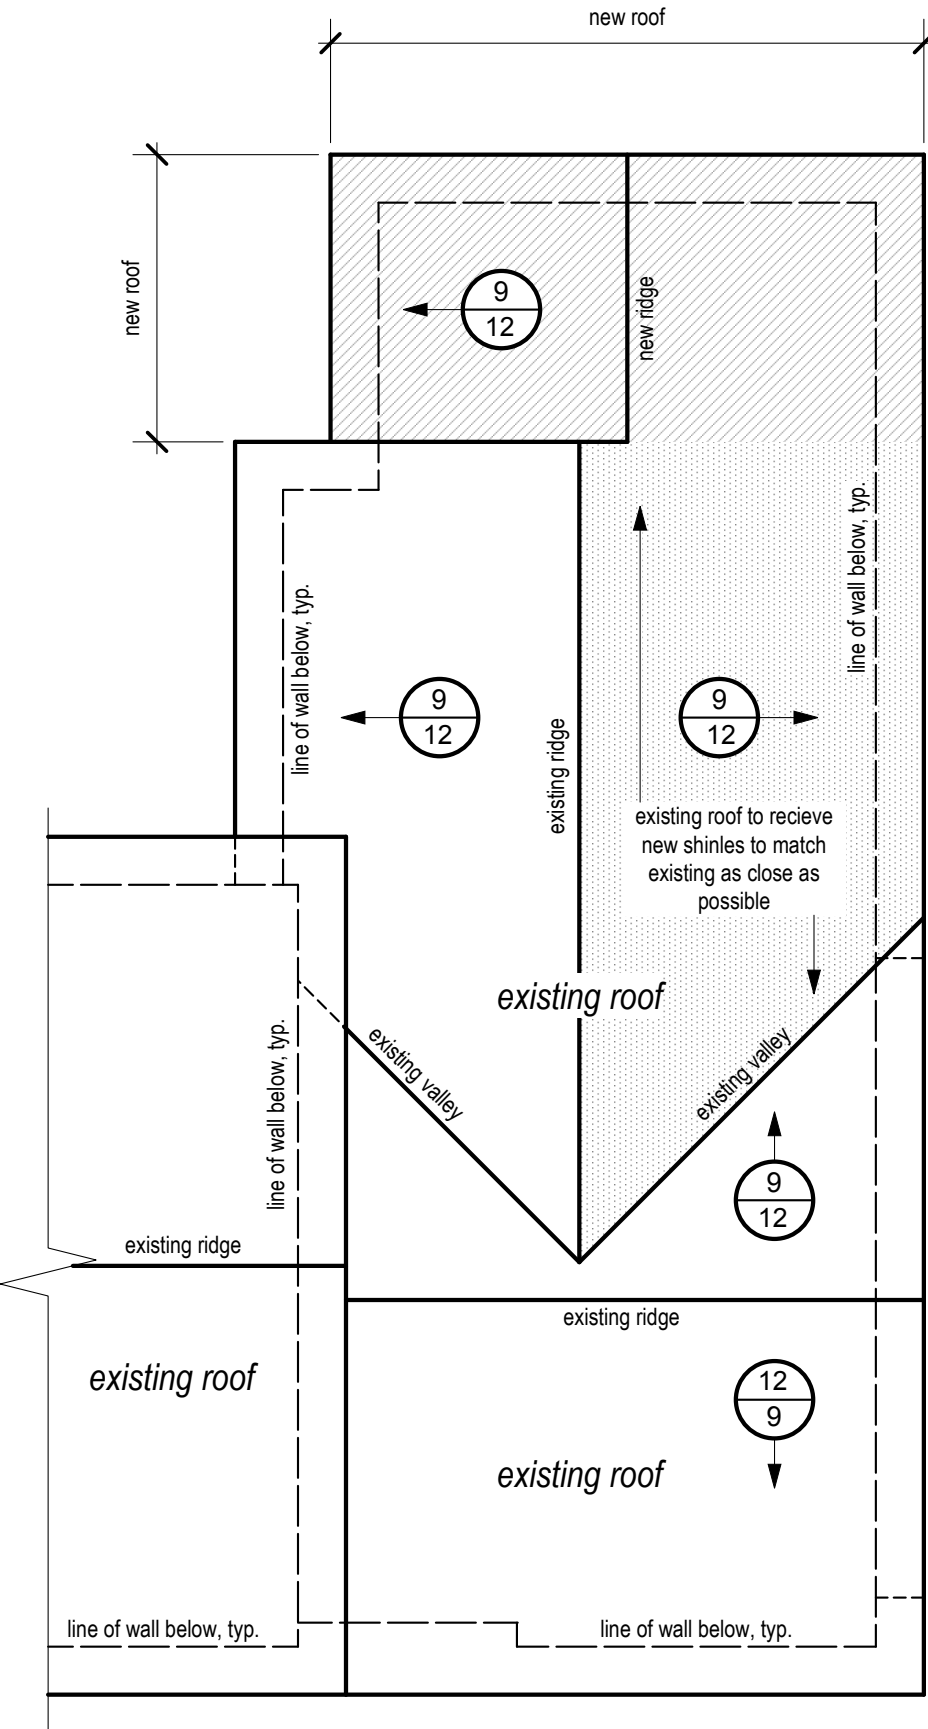 new roof
new roof
9
12
new ridge
line of wall below, typ.
line of wall below, typ.
9
12
9
12
existing ridge
existing roof to recieve
new shinles to match
existing as close as
possible
existing roof
existing valley
existing valley
line of wall below, typ.
9
12
existing ridge
existing ridge
existing roof
12
9
existing roof
line of wall below, typ.
line of wall below, typ.